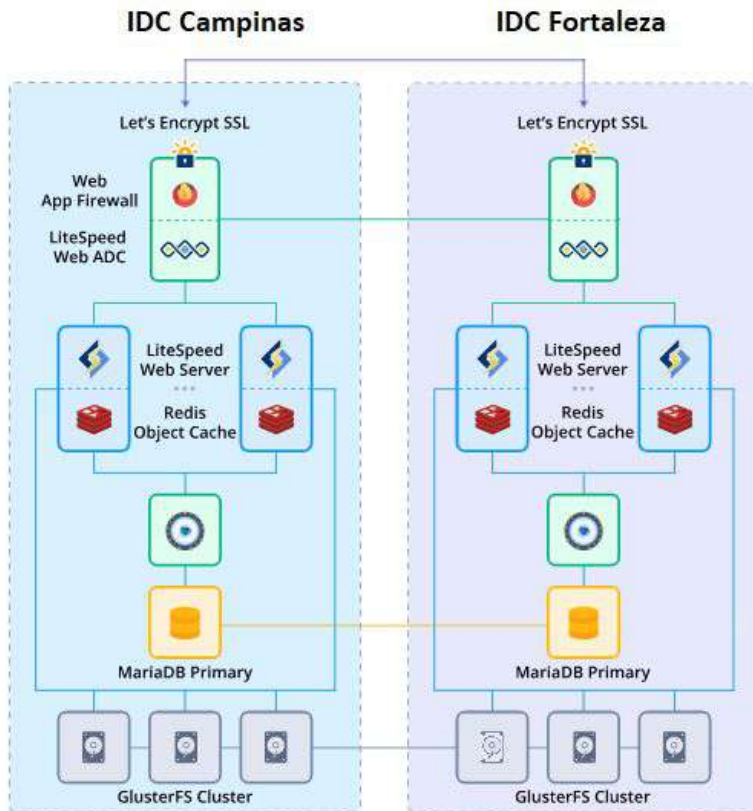 IDC Campinas
IDC Fortaleza
Let's Encrypt SSL
Web
App Firewall
LiteSpeed
Web ADC
LiteSpeed
Web Server
Redis
Object Cache
MariaDB Primary
GlusterFS Cluster
Let's Encrypt SSL
LiteSpeed
Web Server
Redis
Object Cache
MariaDB Primary
GlusterFS Cluster